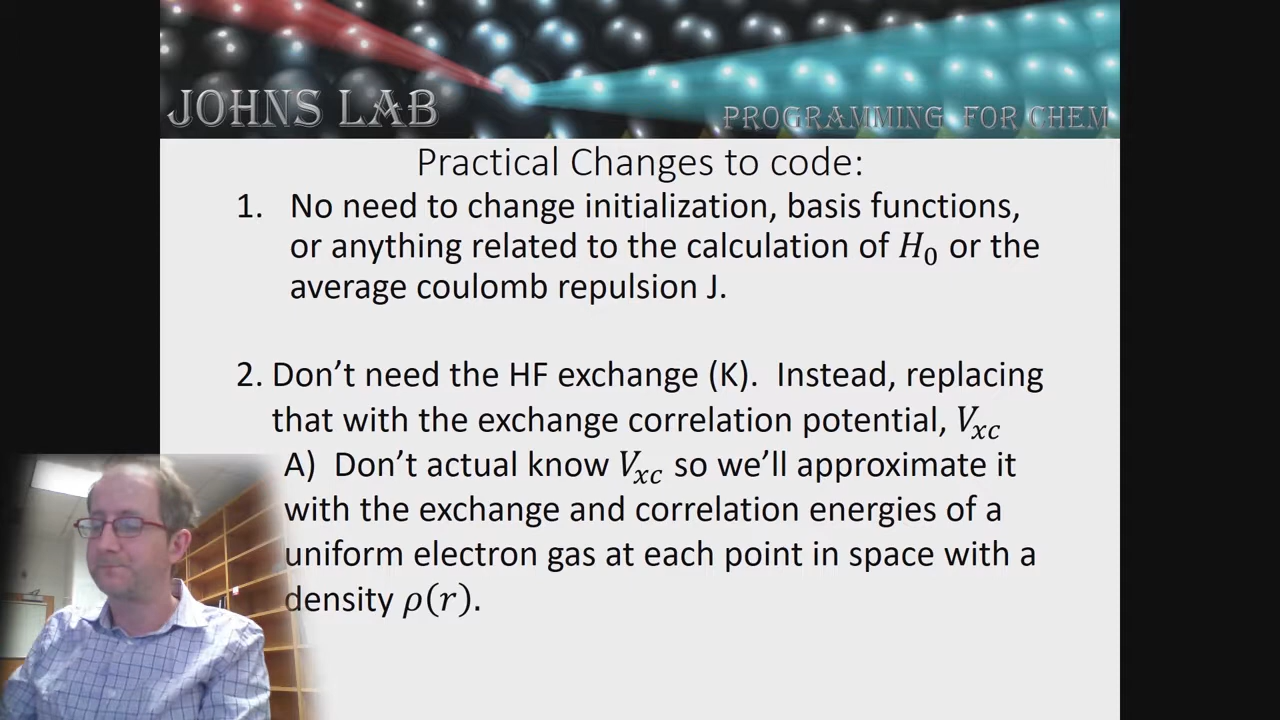 JOHNS LAB
PROGRAMMING FOR CHEM
Practical Changes to code:
1. No need to change initialization, basis functions,
or anything related to the calculation of H₀ or the
average coulomb repulsion J.
2. Don’t need the HF exchange (K). Instead, replacing
that with the exchange correlation potential, Vₓc
A) Don’t actual know Vₓc so we’ll approximate it
with the exchange and correlation energies of a
uniform electron gas at each point in space with a
density ρ(r).